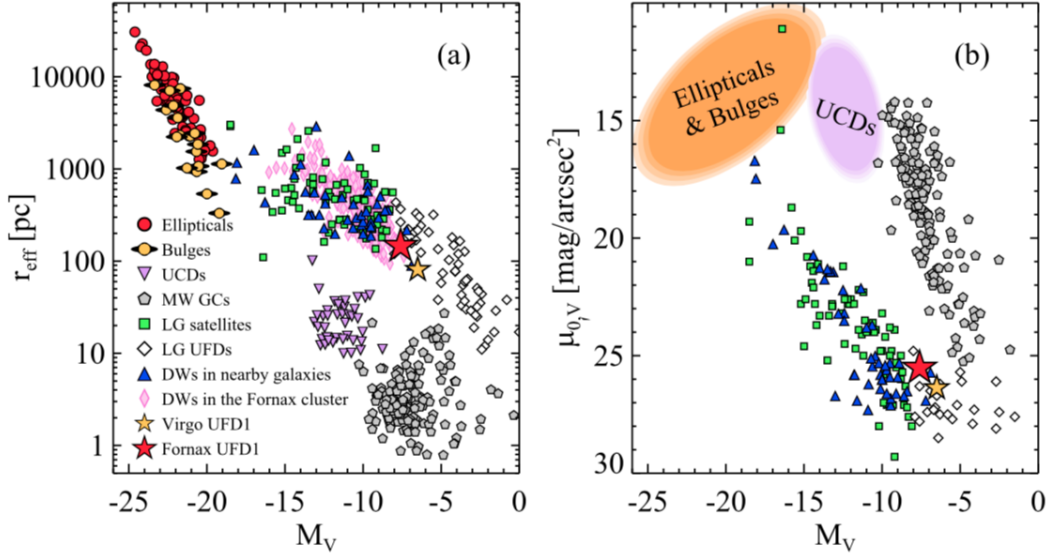 (a)
10000
1000
100
10
1
r_eff [pc]
Ellipticals
Bulges
UCDs
MW GCs
LG satellites
LG UFDs
DWs in nearby galaxies
DWs in the Fornax cluster
Virgo UFD1
Fornax UFD1
-25 -20 -15 -10 -5 0
M_V
(b)
Ellipticals
& Bulges
UCDs
15
20
25
30
μ_0,V [mag/arcsec²]
-25 -20 -15 -10 -5 0
M_V